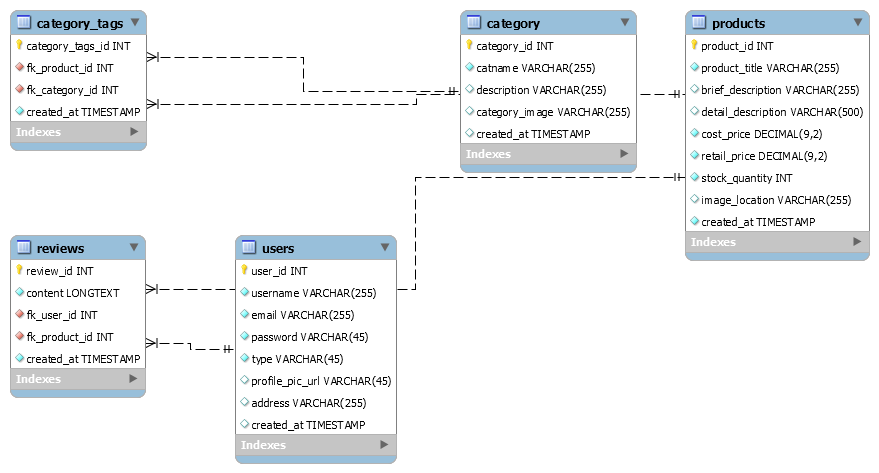 category_tags
category_tags_id INT
fk_product_id INT
fk_category_id INT
created_at TIMESTAMP
Indexes
category
category_id INT
catname VARCHAR(255)
description VARCHAR(255)
category_image VARCHAR(255)
created_at TIMESTAMP
Indexes
products
product_id INT
product_title VARCHAR(255)
brief_description VARCHAR(255)
detail_description VARCHAR(500)
cost_price DECIMAL(9,2)
retail_price DECIMAL(9,2)
stock_quantity INT
image_location VARCHAR(255)
created_at TIMESTAMP
Indexes
reviews
review_id INT
content LONGTEXT
fk_user_id INT
fk_product_id INT
created_at TIMESTAMP
Indexes
users
user_id INT
username VARCHAR(255)
email VARCHAR(255)
password VARCHAR(45)
type VARCHAR(45)
profile_pic_url VARCHAR(45)
address VARCHAR(255)
created_at TIMESTAMP
Indexes